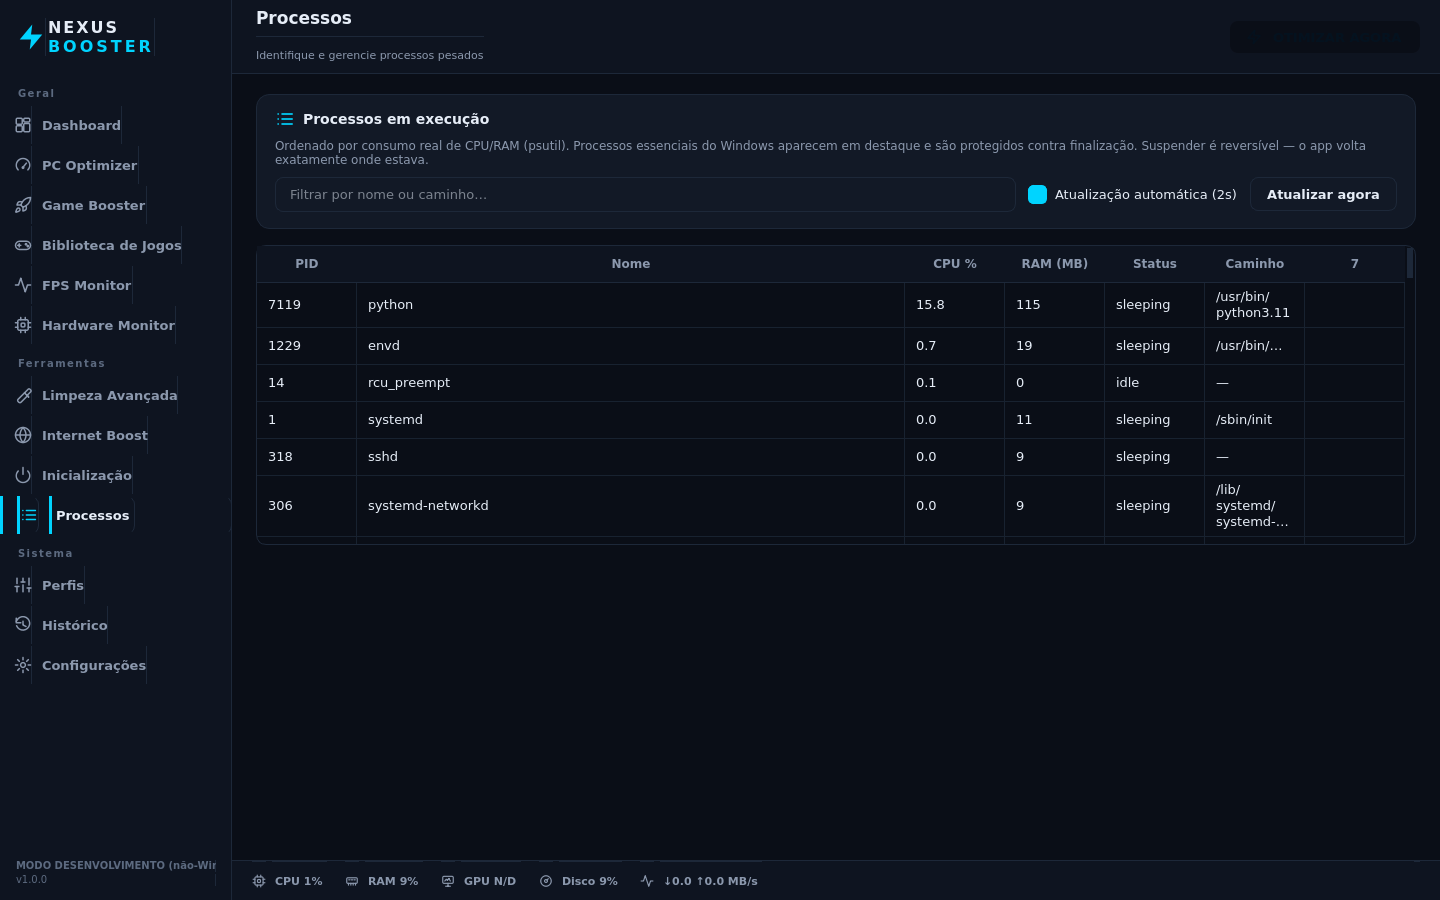 NEXUS
BOOSTER
Geral
Dashboard
PC Optimizer
Game Booster
Biblioteca de Jogos
FPS Monitor
Hardware Monitor
Ferramentas
Limpeza Avançada
Internet Boost
Inicialização
Processos
Sistema
Perfis
Histórico
Configurações
MODO DESENVOLVIMENTO (não-Wir
v1.0.0
Processos
Identifique e gerencie processos pesados
Processos em execução
Ordenado por consumo real de CPU/RAM (psutil). Processos essenciais do Windows aparecem em destaque e são protegidos contra finalização. Suspender é reversível — o app volta
exatamente onde estava.
Filtrar por nome ou caminho...
Atualização automática (2s)
Atualizar agora
PID Nome CPU % RAM (MB) Status Caminho 7
7119 python 15.8 115 sleeping /usr/bin/
python3.11
1229 envd 0.7 19 sleeping /usr/bin/...
14 rcu_preempt 0.1 0 idle —
1 systemd 0.0 11 sleeping /sbin/init
318 sshd 0.0 9 sleeping —
306 systemd-networkd 0.0 9 sleeping /lib/
systemd/
systemd-...
CPU 1% RAM 9% GPU N/D Disco 9% ↓0.0 ↑0.0 MB/s